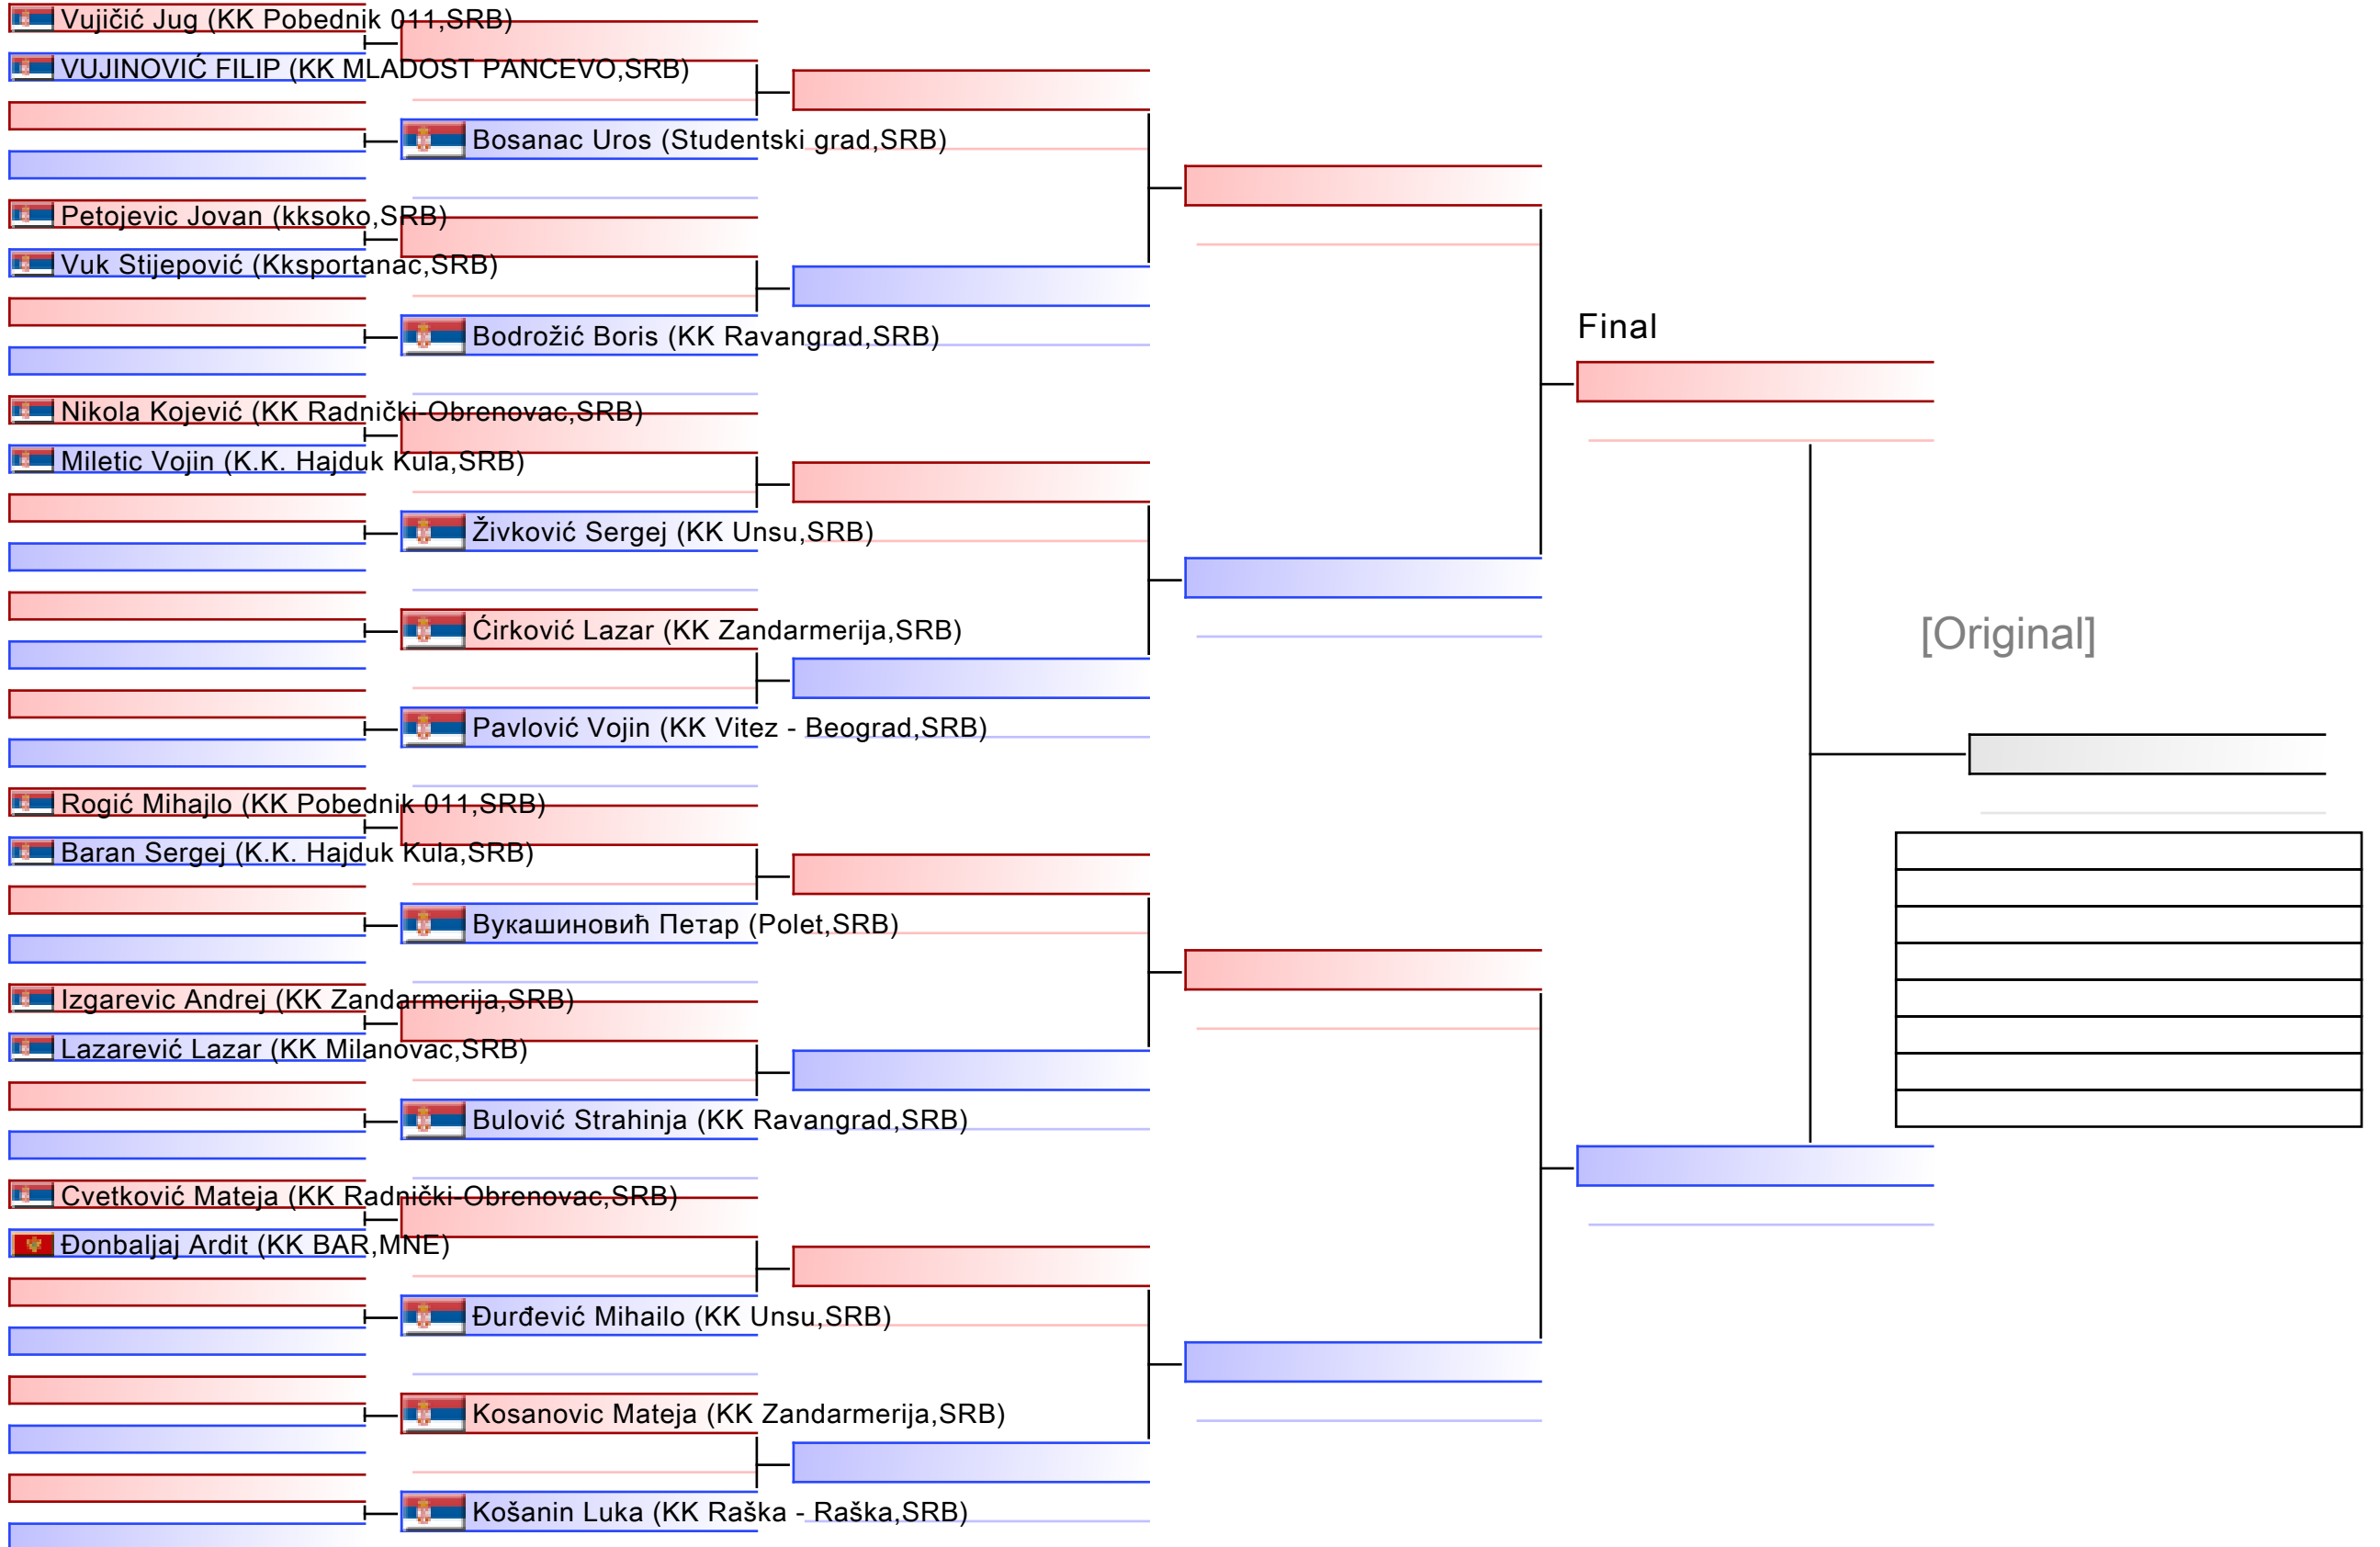 Vujičić Jug (KK Pobednik 011,SRB)
VUJINOVIĆ FILIP (KK MLADOST PANCEVO,SRB)
Bosanac Uros (Studentski grad,SRB)
Petojevic Jovan (kksoko,SRB)
Vuk Stijepović (Kksportanac,SRB)
Bodrožić Boris (KK Ravangrad,SRB)
Final
Nikola Kojević (KK Radnički-Obrenovac,SRB)
Miletic Vojin (K.K. Hajduk Kula,SRB)
Živković Sergej (KK Unsu,SRB)
Ćirković Lazar (KK Zandarmerija,SRB)
[Original]
Pavlović Vojin (KK Vitez - Beograd,SRB)
Rogić Mihajlo (KK Pobednik 011,SRB)
Baran Sergej (K.K. Hajduk Kula,SRB)
Вукашиновић Петар (Polet,SRB)
Izgarevic Andrej (KK Zandarmerija,SRB)
Lazarević Lazar (KK Milanovac,SRB)
Bulović Strahinja (KK Ravangrad,SRB)
Cvetković Mateja (KK Radnički-Obrenovac,SRB)
Đonbaljaj Ardit (KK BAR,MNE)
Đurđević Mihailo (KK Unsu,SRB)
Kosanovic Mateja (KK Zandarmerija,SRB)
Košanin Luka (KK Raška - Raška,SRB)